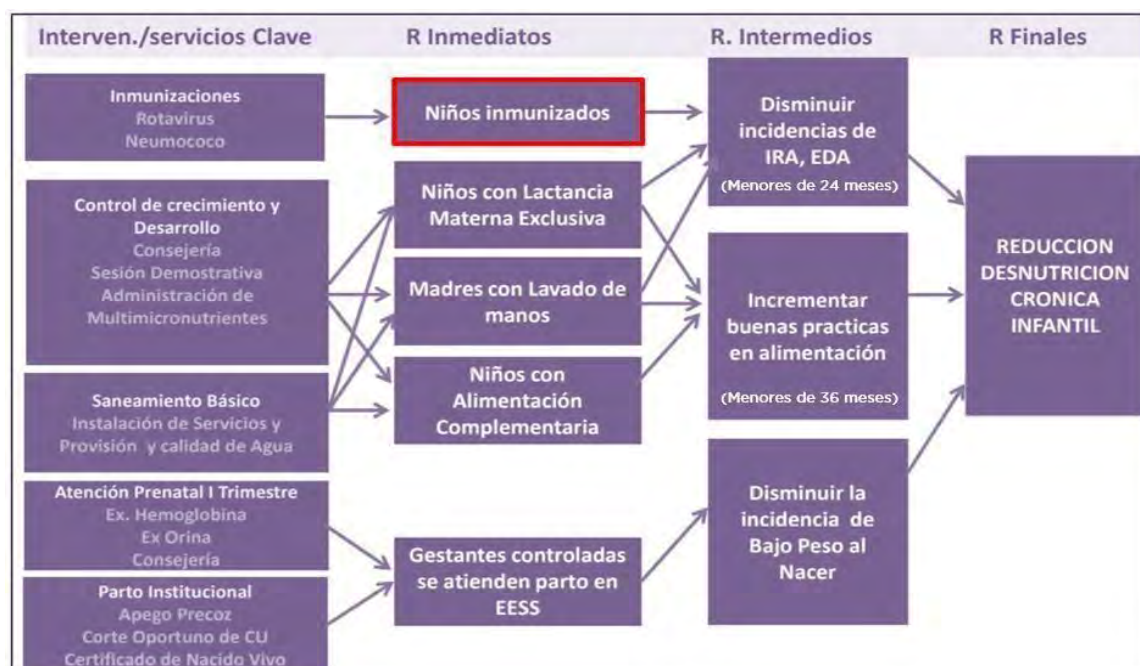 Interven./servicios Clave
R Inmediatos
R. Intermedios
R Finales
Inmunizaciones
Rotavirus
Neumococo
Control de crecimiento y
Desarrollo
Consejería
Sesión Demostrativa
Administración de
Multimicronutrientes
Saneamiento Básico
Instalación de Servicios y
Provisión y calidad de Agua
Atención Prenatal I Trimestre
Ex. Hemoglobina
Ex Orina
Consejería
Parto Institucional
Apego Precoz
Corte Oportuno de CU
Certificado de Nacido Vivo
Niños inmunizados
Niños con Lactancia
Materna Exclusiva
Madres con Lavado de
manos
Niños con
Alimentación
Complementaria
Gestantes controladas
se atienden parto en
EESS
Disminuir
incidencias de
IRA, EDA
(Menores de 24 meses)
Incrementar
buenas practicas
en alimentación
(Menores de 36 meses)
Disminuir la
incidencia de
Bajo Peso al
Nacer
REDUCCION
DESNUTRICION
CRONICA
INFANTIL